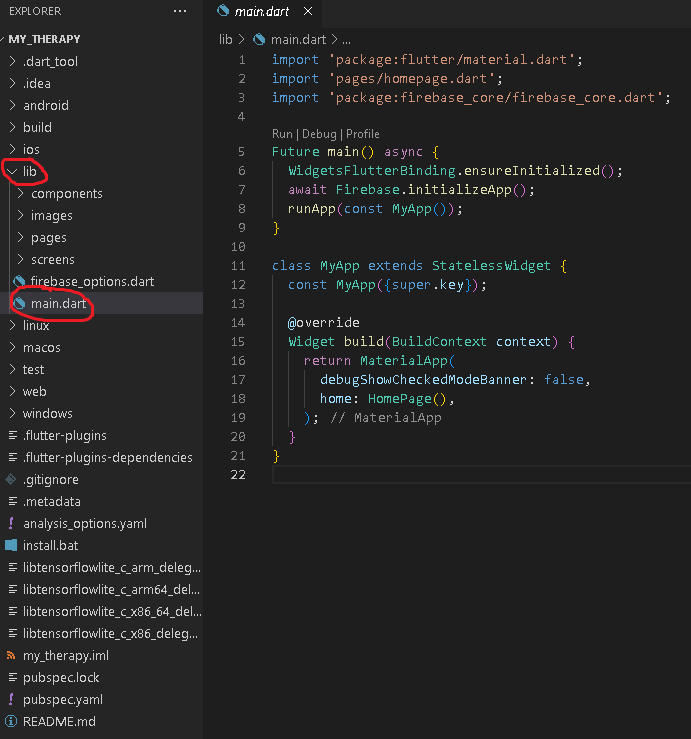 EXPLORER
MY_THERAPY
.dart_tool
.idea
android
build
ios
lib
components
images
pages
screens
firebase_options.dart
main.dart
linux
macos
test
web
windows
.flutter-plugins
.flutter-plugins-dependencies
.gitignore
.metadata
analysis_options.yaml
install.bat
libtensorflowlite_c_arm_deleg...
libtensorflowlite_c_arm64_del...
libtensorflowlite_c_x86_64_del...
libtensorflowlite_c_x86_deleg...
my_therapy.iml
pubspec.lock
pubspec.yaml
README.md
main.dart
lib > main.dart > ...
1 import 'package:flutter/material.dart';
2 import 'pages/homepage.dart';
3 import 'package:firebase_core/firebase_core.dart';
4
Run | Debug | Profile
5 Future main() async {
6 WidgetsFlutterBinding.ensureInitialized();
7 await Firebase.initializeApp();
8 runApp(const MyApp());
9 }
10
11 class MyApp extends StatelessWidget {
12 const MyApp({super.key});
13
14 @override
15 Widget build(BuildContext context) {
16 return MaterialApp(
17 debugShowCheckedModeBanner: false,
18 home: HomePage(),
19 ); // MaterialApp
20 }
21 }
22